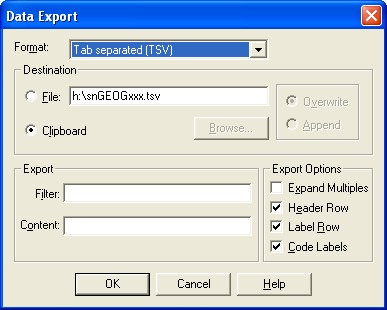 Data Export
Format: Tab separated (TSV)
Destination
File: h:\snGEOGxxx.tsv
Overwrite
Clipboard Browse... Append
Export
Export Options
Filter:
Expand Multiples
Header Row
Content:
Label Row
Code Labels
OK Cancel Help